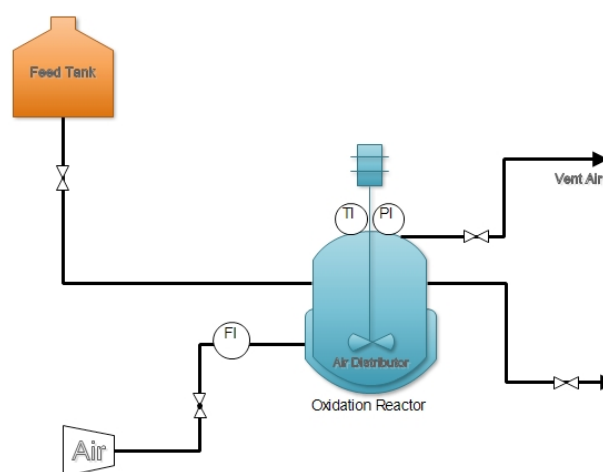 Feed Tank
TI
PI
Vent Air
FI
Air Distributor
Oxidation Reactor
Air